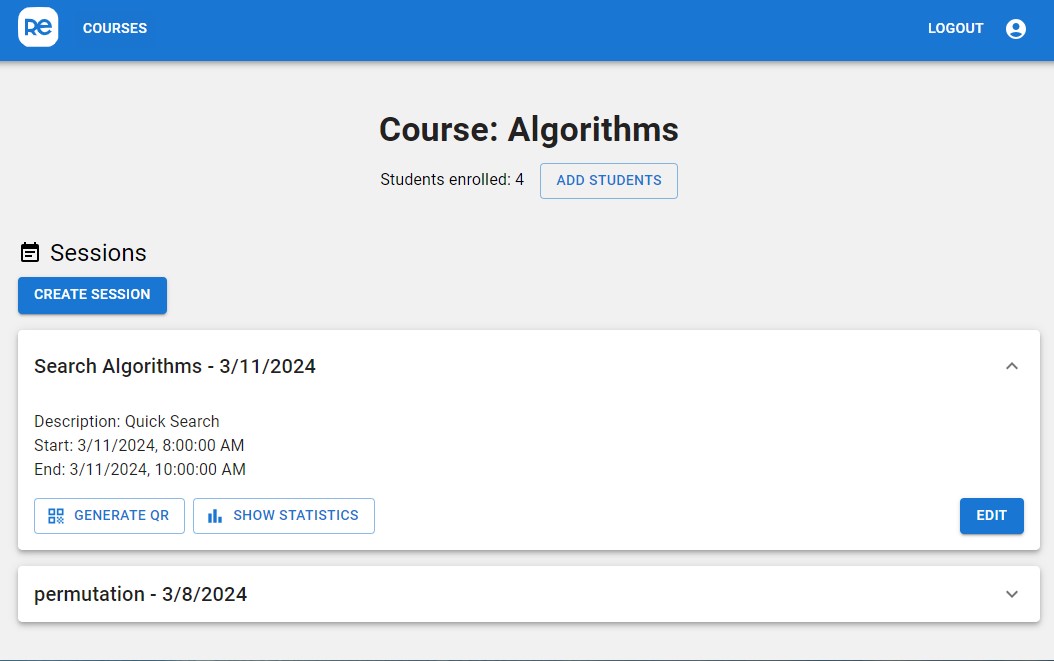 Re COURSES LOGOUT
Course: Algorithms
Students enrolled: 4 ADD STUDENTS
Sessions
CREATE SESSION
Search Algorithms - 3/11/2024
Description: Quick Search
Start: 3/11/2024, 8:00:00 AM
End: 3/11/2024, 10:00:00 AM
GENERATE QR SHOW STATISTICS EDIT
permutation - 3/8/2024